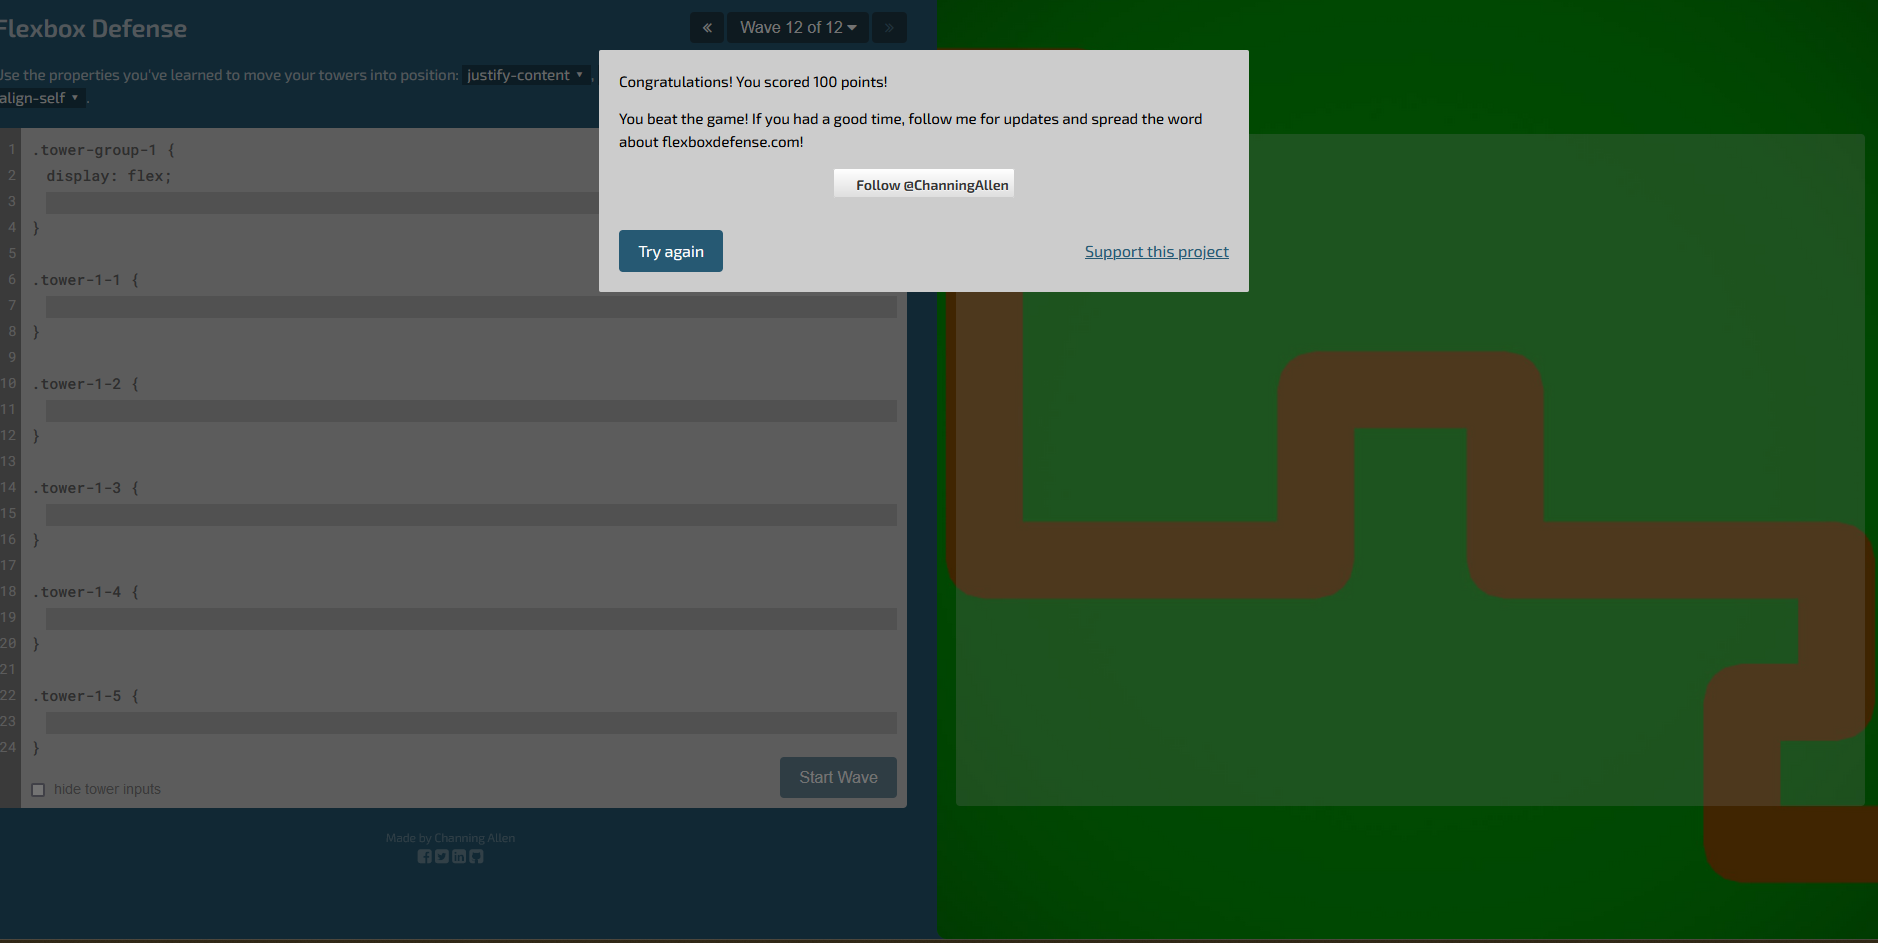 Flexbox Defense
«
Wave 12 of 12
»
Use the properties you've learned to move your towers into position: justify-content ▼ ,
align-self ▼ .
Congratulations! You scored 100 points!
You beat the game! If you had a good time, follow me for updates and spread the word
about flexboxdefense.com!
Follow @ChanningAllen
Try again
Support this project
1 .tower-group-1 {
2 display: flex;
3
4 }
5
6 .tower-1-1 {
7
8 }
9
10 .tower-1-2 {
11
12 }
13
14 .tower-1-3 {
15
16 }
17
18 .tower-1-4 {
19
20 }
21
22 .tower-1-5 {
23
24 }
hide tower inputs
Start Wave
Made by Channing Allen